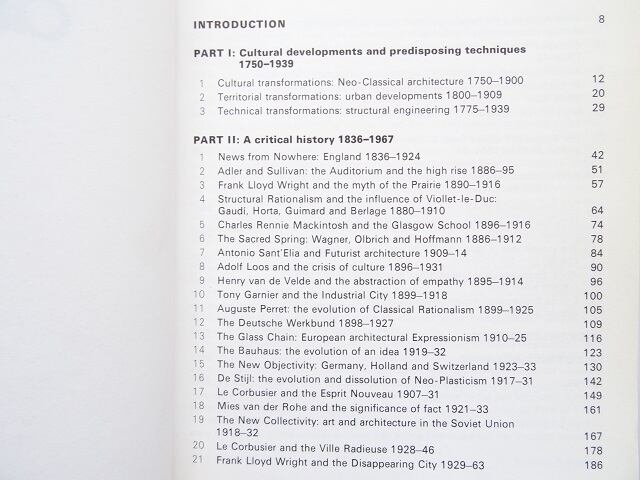 INTRODUCTION 8
PART I: Cultural developments and predisposing techniques
1750–1939
1 Cultural transformations: Neo-Classical architecture 1750–1900 12
2 Territorial transformations: urban developments 1800–1909 20
3 Technical transformations: structural engineering 1775–1939 29
PART II: A critical history 1836–1967
1 News from Nowhere: England 1836–1924 42
2 Adler and Sullivan: the Auditorium and the high rise 1886–95 51
3 Frank Lloyd Wright and the myth of the Prairie 1890–1916 57
4 Structural Rationalism and the influence of Viollet-le-Duc:
Gaudí, Horta, Guimard and Berlage 1880–1910 64
5 Charles Rennie Mackintosh and the Glasgow School 1896–1916 74
6 The Sacred Spring: Wagner, Olbrich and Hoffmann 1886–1912 78
7 Antonio Sant'Elia and Futurist architecture 1909–14 84
8 Adolf Loos and the crisis of culture 1896–1931 90
9 Henry van de Velde and the abstraction of empathy 1895–1914 96
10 Tony Garnier and the Industrial City 1899–1918 100
11 Auguste Perret: the evolution of Classical Rationalism 1899–1925 105
12 The Deutsche Werkbund 1898–1927 109
13 The Glass Chain: European architectural Expressionism 1910–25 116
14 The Bauhaus: the evolution of an idea 1919–32 123
15 The New Objectivity: Germany, Holland and Switzerland 1923–33 130
16 De Stijl: the evolution and dissolution of Neo-Plasticism 1917–31 142
17 Le Corbusier and the Esprit Nouveau 1907–31 149
18 Mies van der Rohe and the significance of fact 1921–33 161
19 The New Collectivity: art and architecture in the Soviet Union
1918–32 167
20 Le Corbusier and the Ville Radieuse 1928–46 178
21 Frank Lloyd Wright and the Disappearing City 1929–63 186